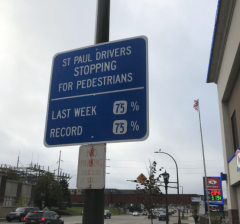 ST PAUL DRIVERS
STOPPING
FOR PEDESTRIANS
LAST WEEK 75 %
RECORD 75 %